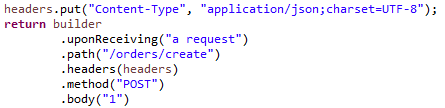 headers.put("Content-Type", "application/json;charset=UTF-8");
return builder
.uponReceiving("a request")
.path("/orders/create")
.headers(headers)
.method("POST")
.body("1")